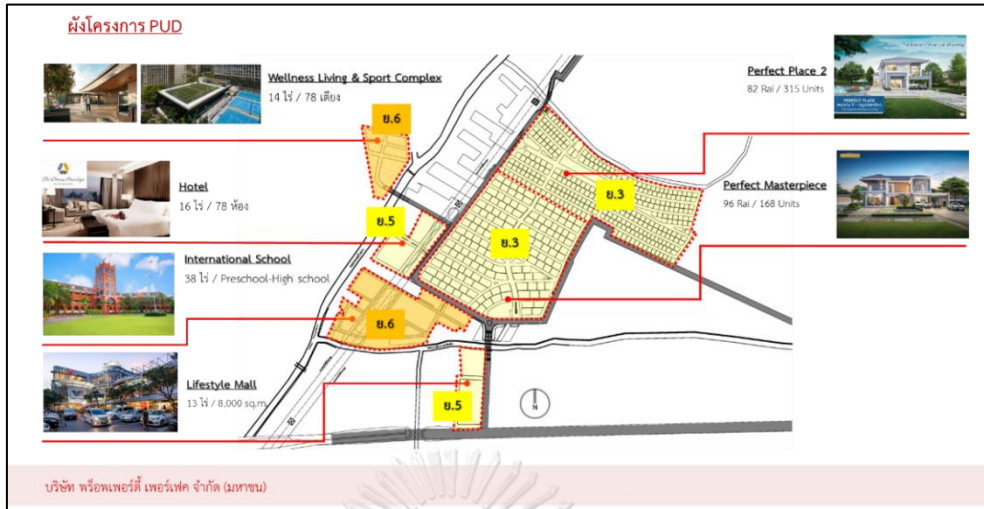 ผังโครงการ PUD
Wellness Living & Sport Complex
14 ไร่ / 78 เตียง
Hotel
16 ไร่ / 78 ห้อง
International School
38 ไร่ / Preschool-High school
Lifestyle Mall
13 ไร่ / 8,000 sq.m.
ย.6
ย.5
ย.3
ย.3
ย.6
ย.5
N
Perfect Place 2
82 Rai / 315 Units
PERFECT PLACE
Perfect Masterpiece
96 Rai / 168 Units
บริษัท พร็อพเพอร์ตี้ เพอร์เฟค จำกัด (มหาชน)